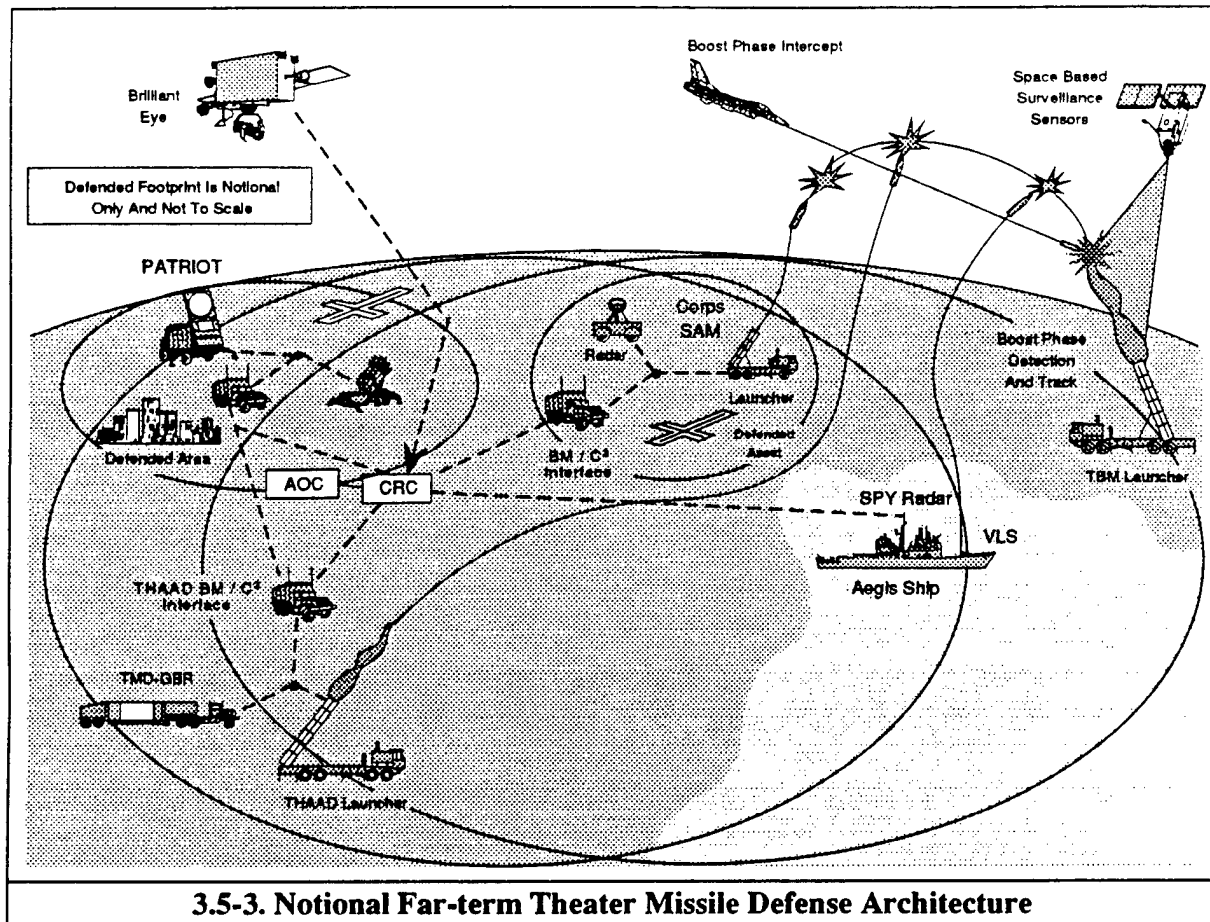 Boost Phase Intercept
Brilliant
Eye
Space Based
Surveillance
Sensors
Defended Footprint Is Notional
Only And Not To Scale
PATRIOT
Corps
SAM
Radar
Launcher
Boost Phase
Detection
And Track
Defended Area
BM / C³
Interface
Defended
Asset
TBM Launcher
AOC
CRC
SPY Radar
VLS
Aegis Ship
THAAD BM / C³
Interface
TMD-GBR
THAAD Launcher
3.5-3. Notional Far-term Theater Missile Defense Architecture